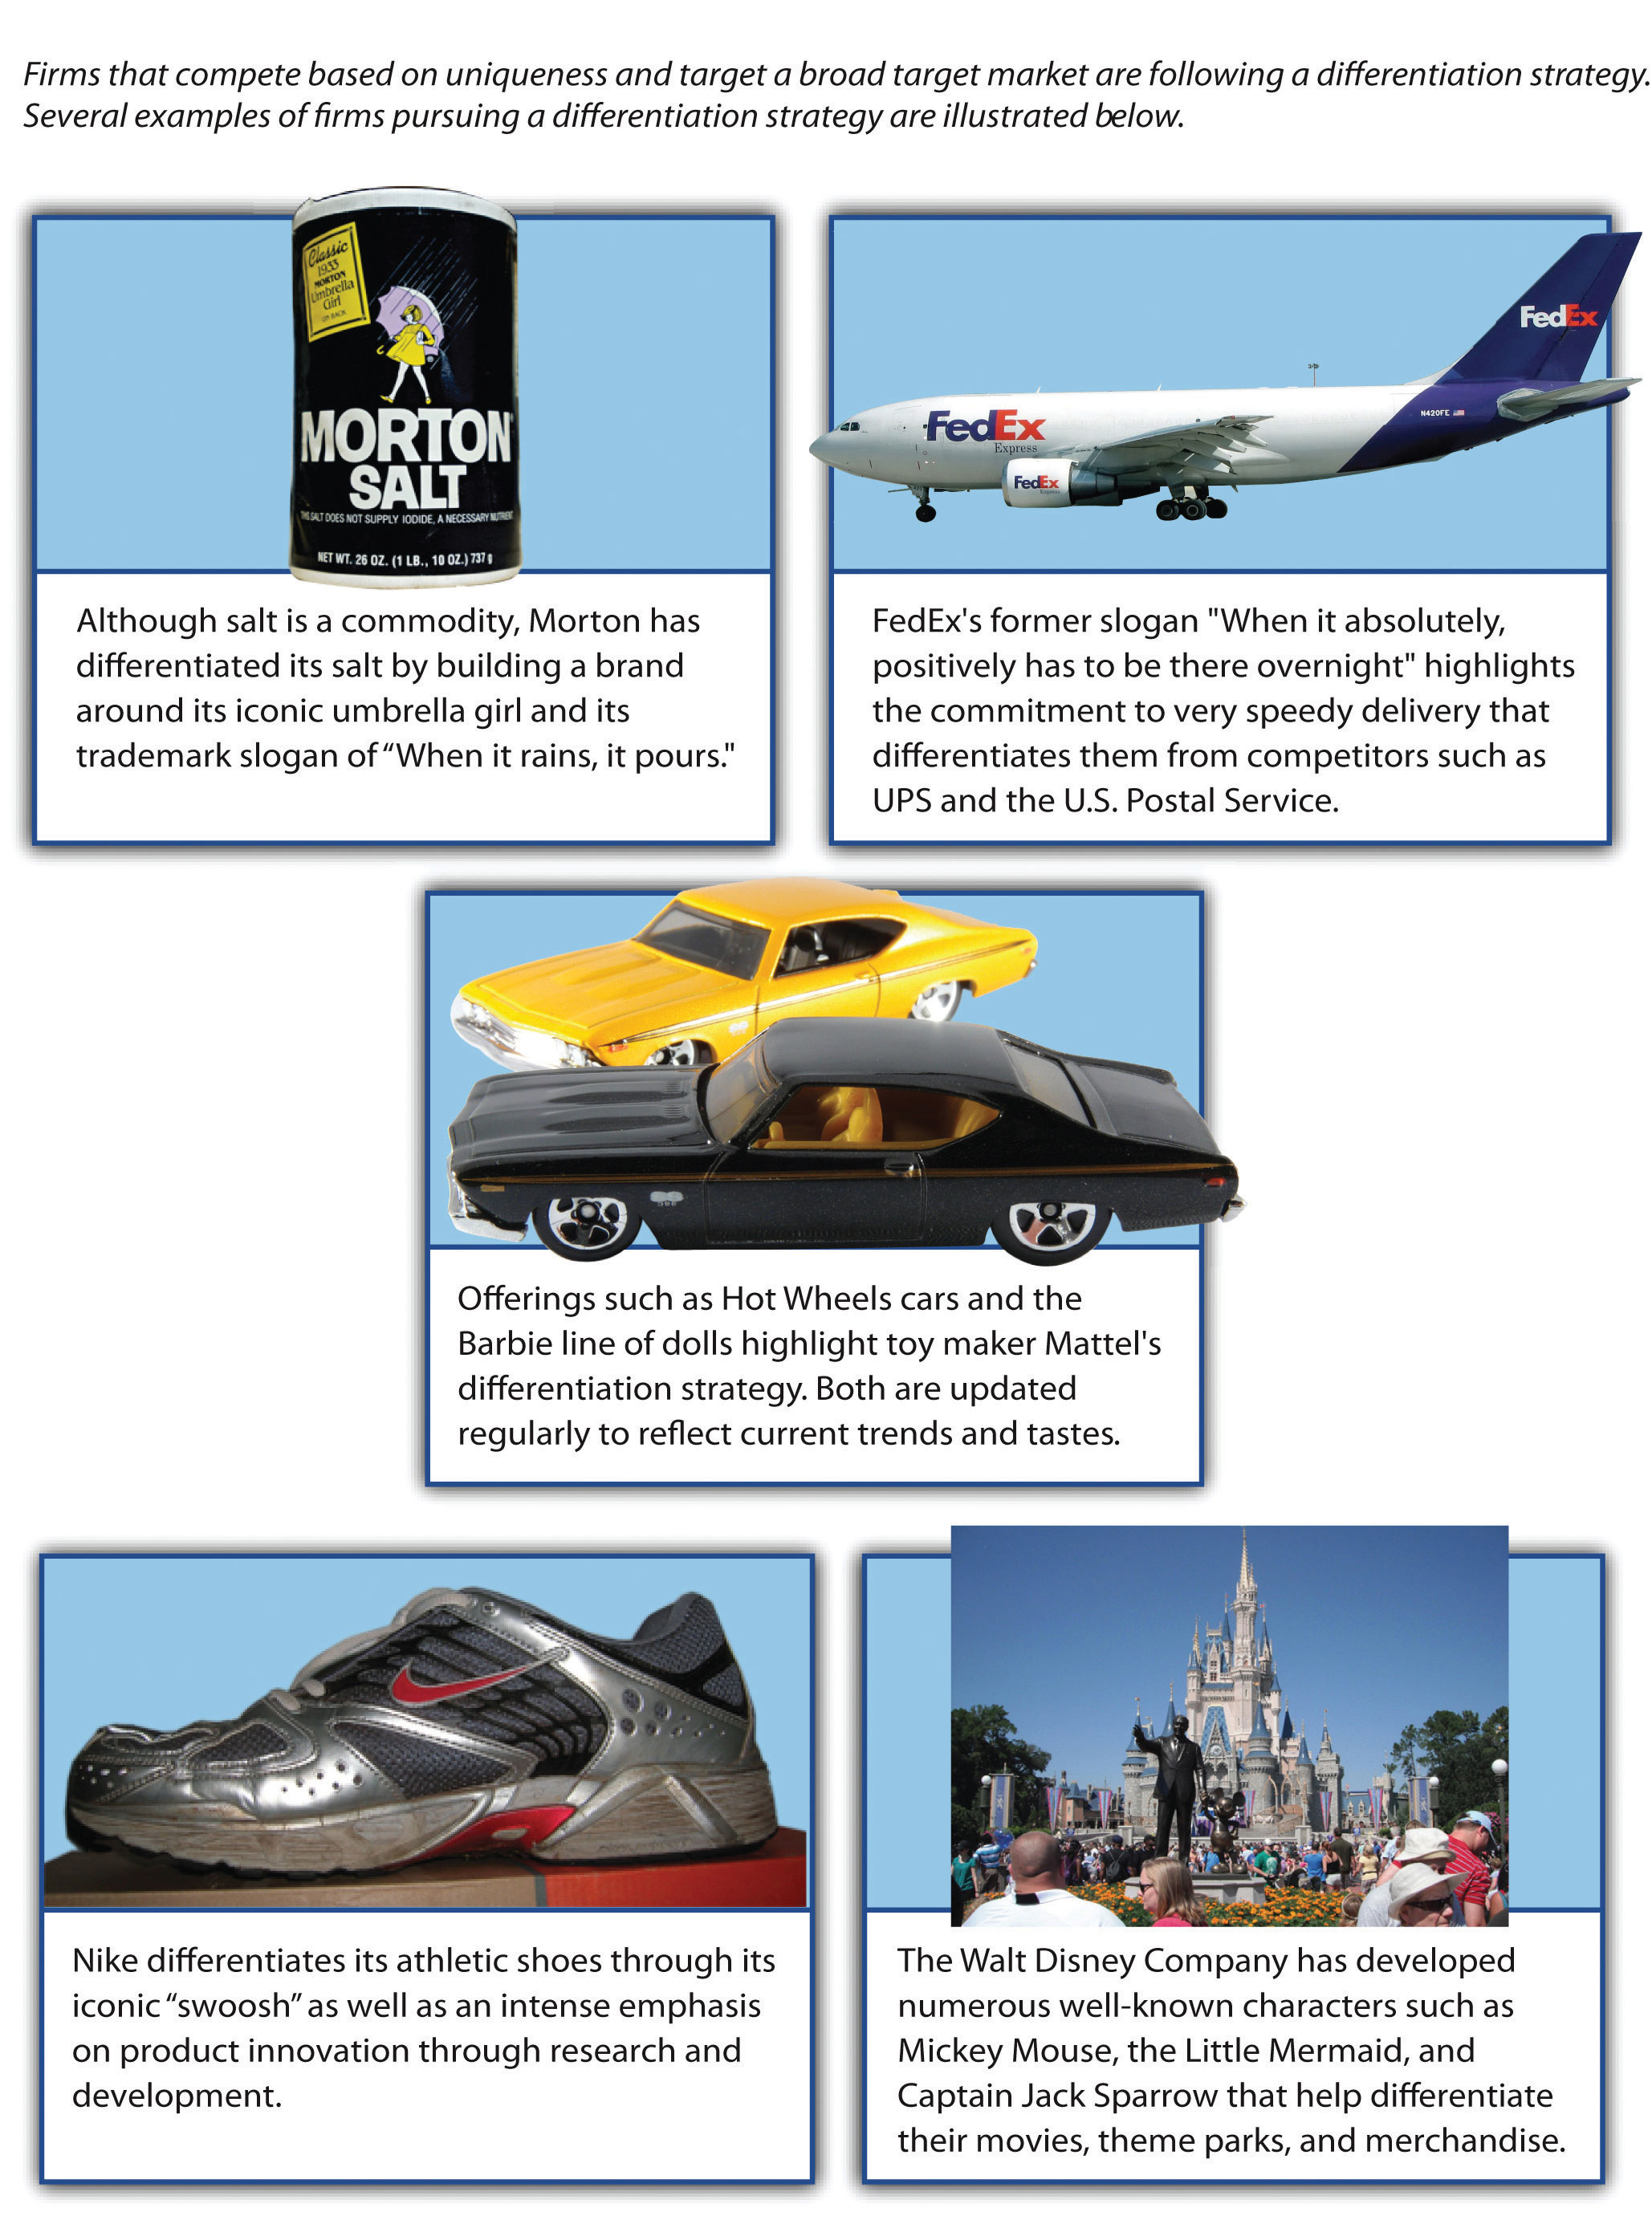 Firms that compete based on uniqueness and target a broad target market are following a differentiation strategy.
Several examples of firms pursuing a differentiation strategy are illustrated below.
Classic
1933
MORTON
Umbrella
Girl
ON BACK
MORTON
SALT
THIS SALT DOES NOT SUPPLY IODIDE, A NECESSARY NUTRIENT
NET WT. 26 OZ. (1 LB., 10 OZ.) 737 g
Although salt is a commodity, Morton has
differentiated its salt by building a brand
around its iconic umbrella girl and its
trademark slogan of “When it rains, it pours."
FedEx
FedEx
Express
N420FE
FedEx
Express
FedEx's former slogan "When it absolutely,
positively has to be there overnight" highlights
the commitment to very speedy delivery that
differentiates them from competitors such as
UPS and the U.S. Postal Service.
Offerings such as Hot Wheels cars and the
Barbie line of dolls highlight toy maker Mattel's
differentiation strategy. Both are updated
regularly to reflect current trends and tastes.
Nike differentiates its athletic shoes through its
iconic “swoosh” as well as an intense emphasis
on product innovation through research and
development.
The Walt Disney Company has developed
numerous well-known characters such as
Mickey Mouse, the Little Mermaid, and
Captain Jack Sparrow that help differentiate
their movies, theme parks, and merchandise.